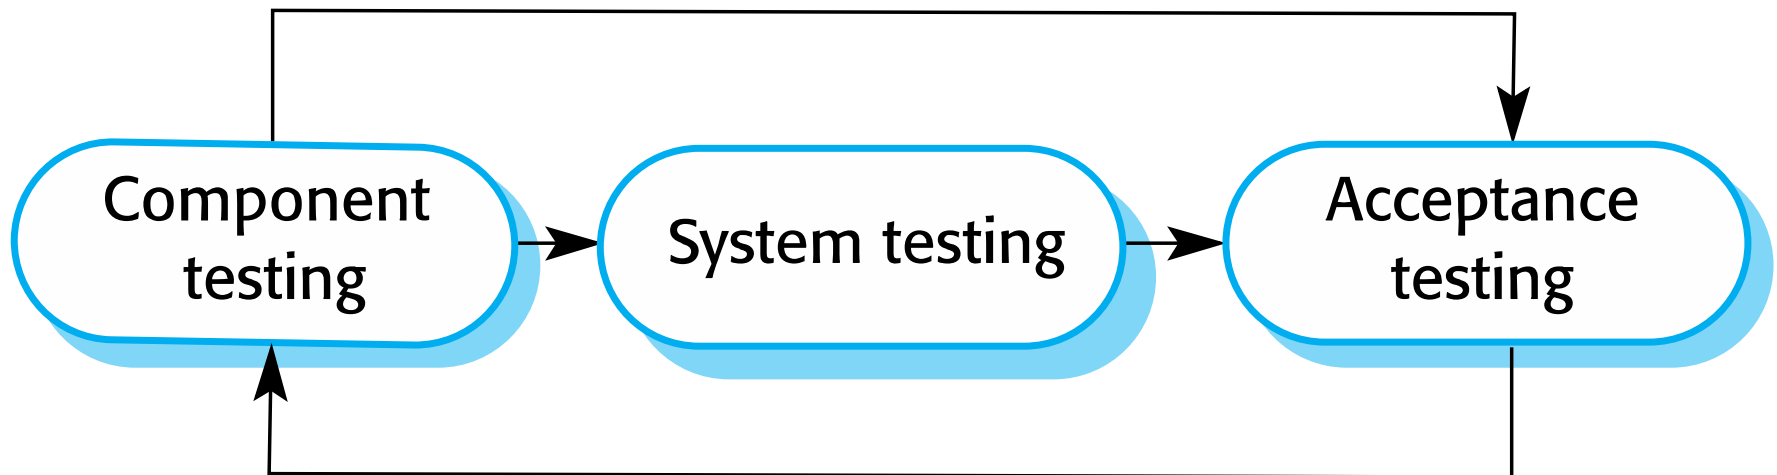 Component
testing
System testing
Acceptance
testing